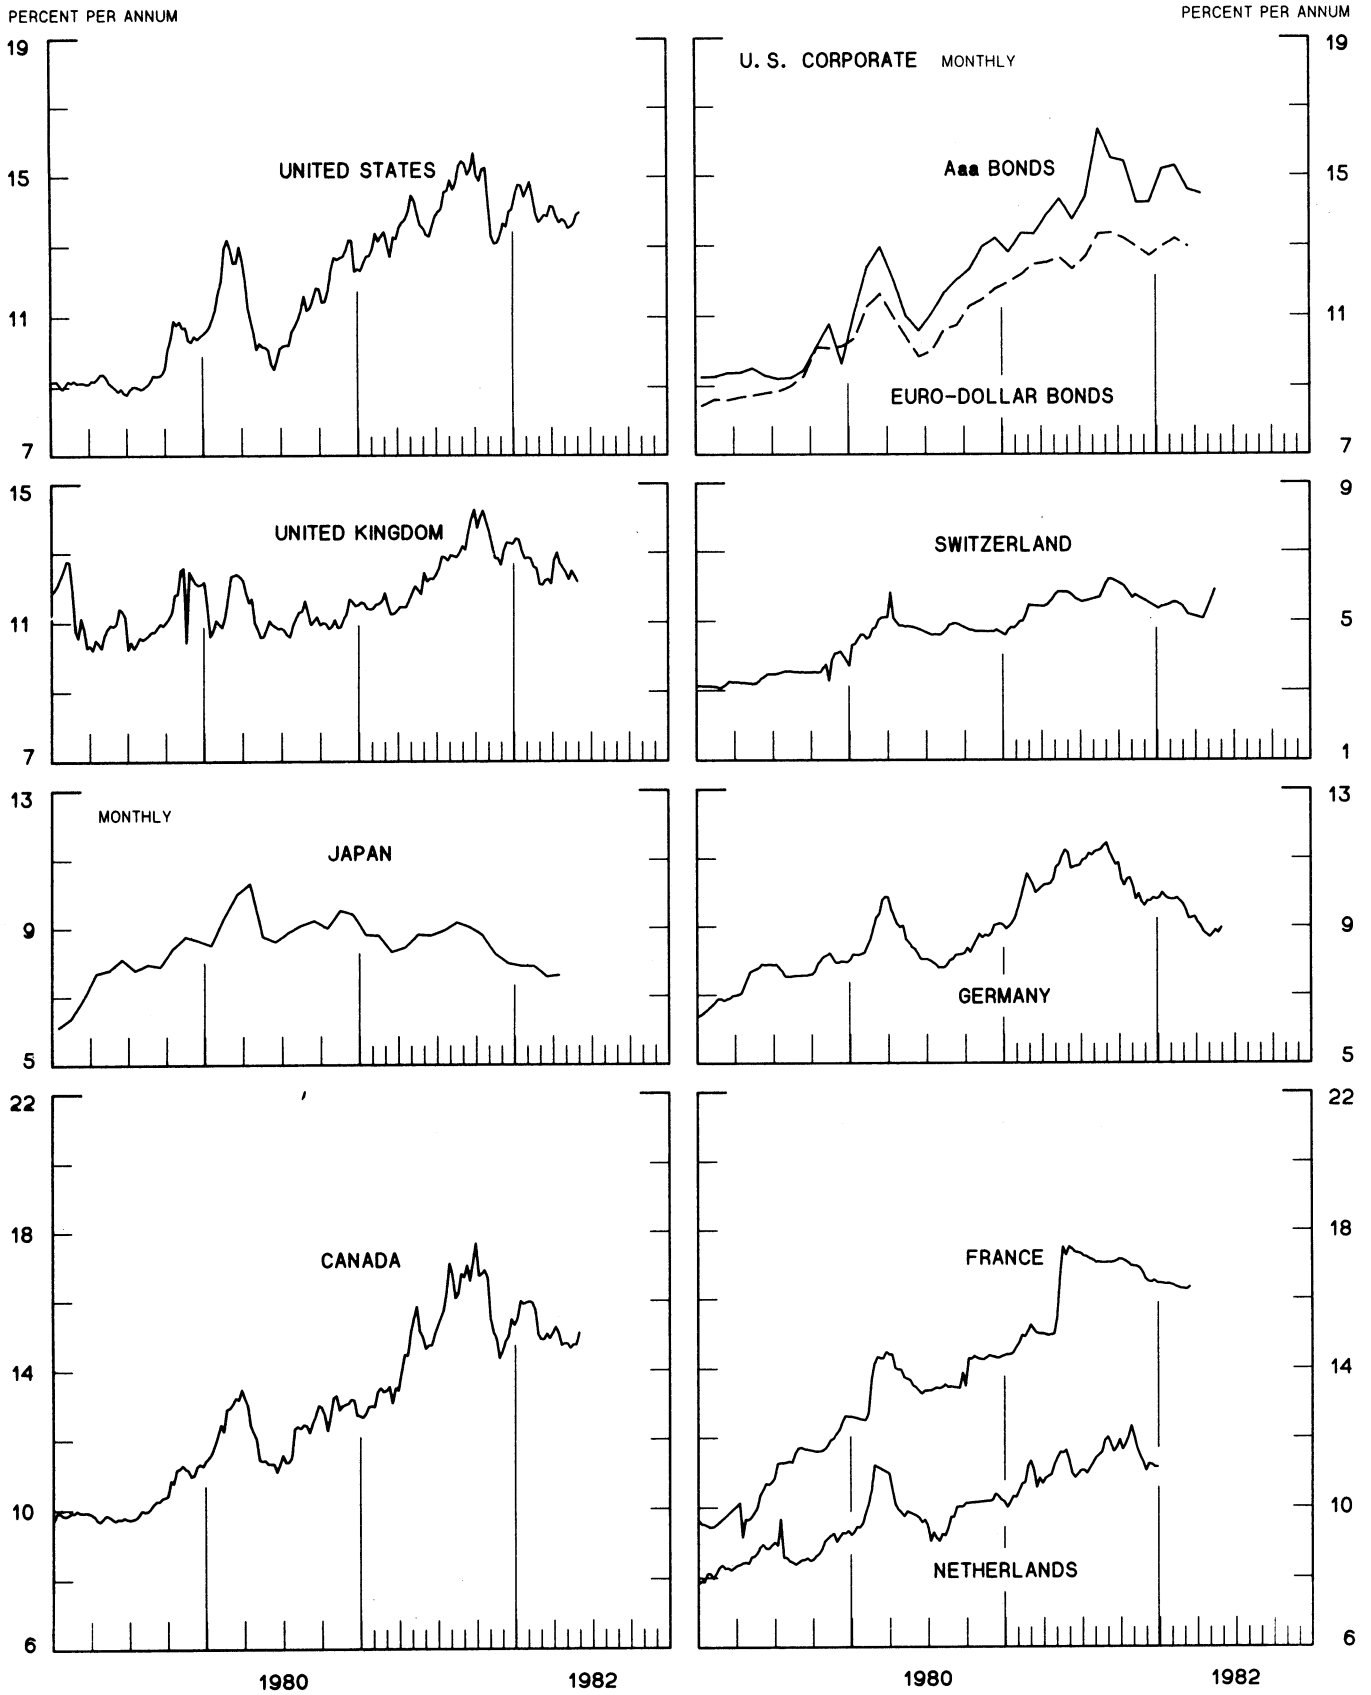 PERCENT PER ANNUM
PERCENT PER ANNUM
19
15
11
7
UNITED STATES
U.S. CORPORATE MONTHLY
Aaa BONDS
EURO-DOLLAR BONDS
19
15
11
7
15
11
7
UNITED KINGDOM
SWITZERLAND
9
5
1
13
9
5
MONTHLY
JAPAN
GERMANY
13
9
5
22
18
14
10
6
CANADA
FRANCE
NETHERLANDS
22
18
14
10
6
1980
1982
1980
1982